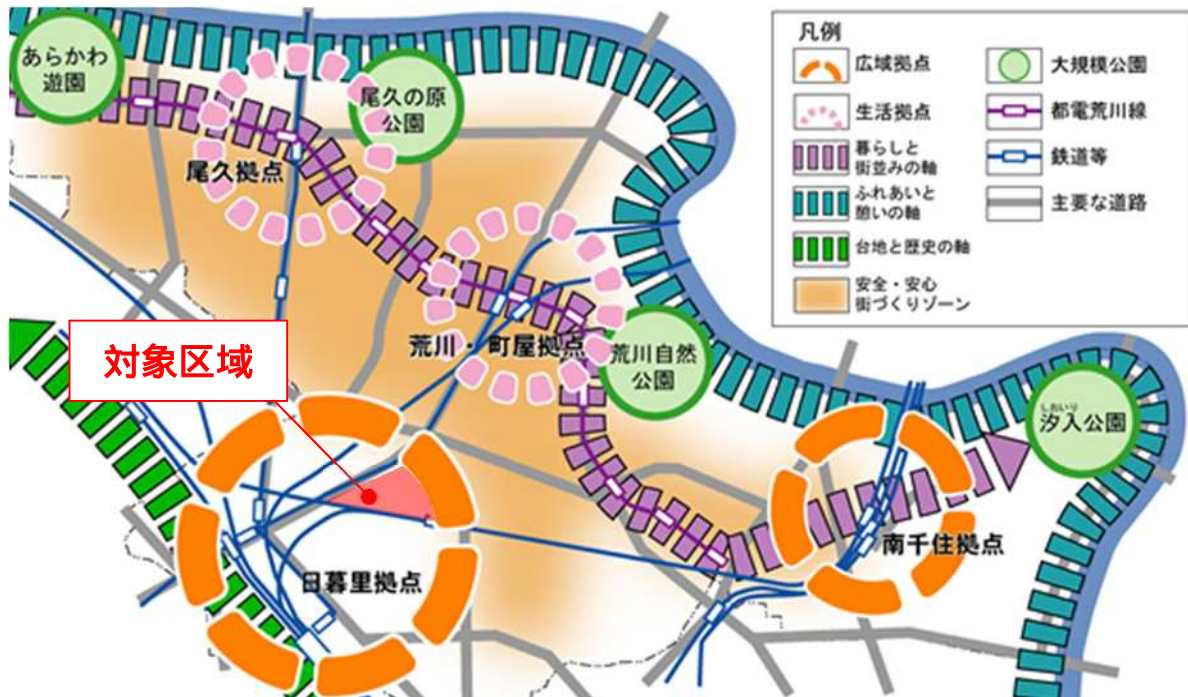 あらかわ
遊園
尾久の原
公園
尾久拠点
対象区域
荒川・町屋拠点
荒川自然
公園
しおいり
汐入公園
日暮里拠点
南千住拠点
凡例
広域拠点
生活拠点
暮らしと
街並みの軸
ふれあいと
憩いの軸
台地と歴史の軸
安全・安心
街づくりゾーン
大規模公園
都電荒川線
鉄道等
主要な道路